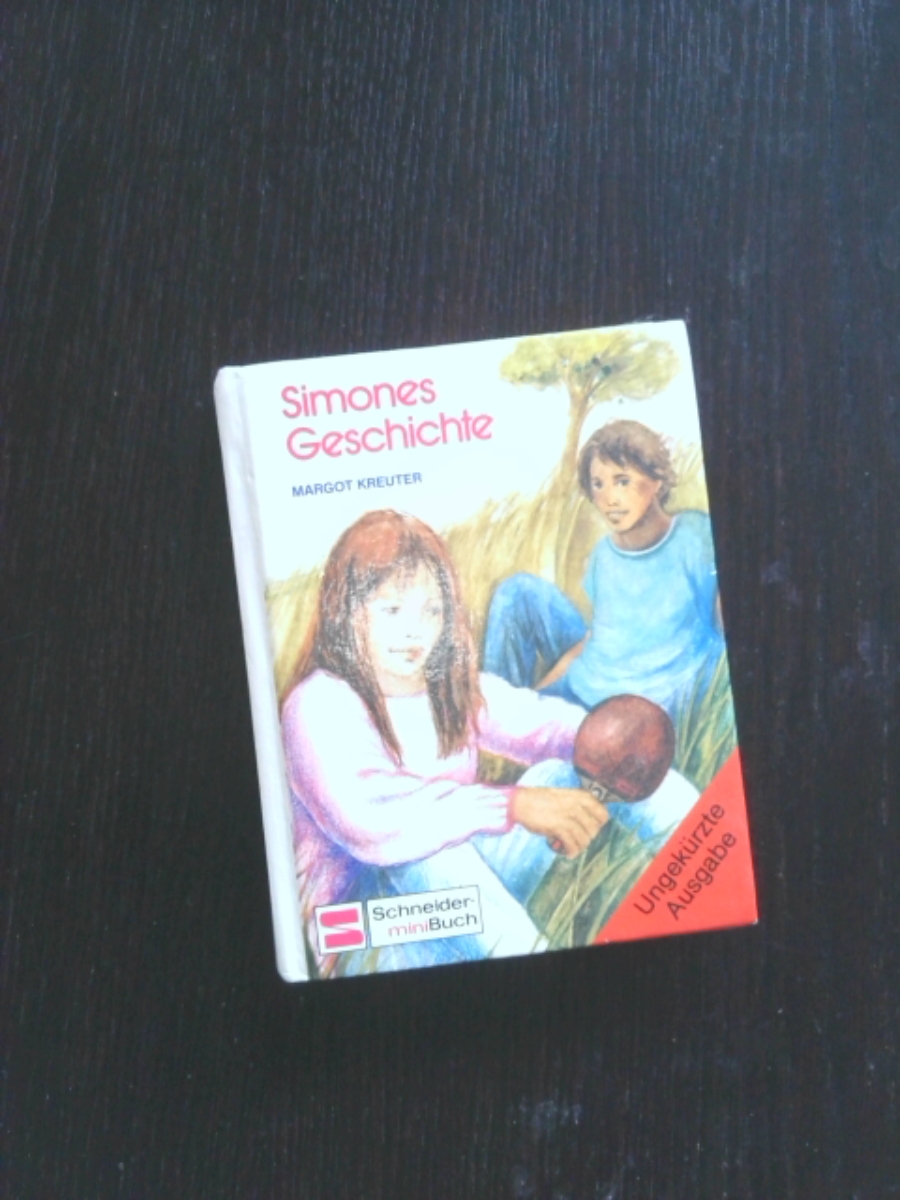 Simones
Geschichte
MARGOT KREUTER
Ungekürzte
Ausgabe
Schneider-
miniBuch